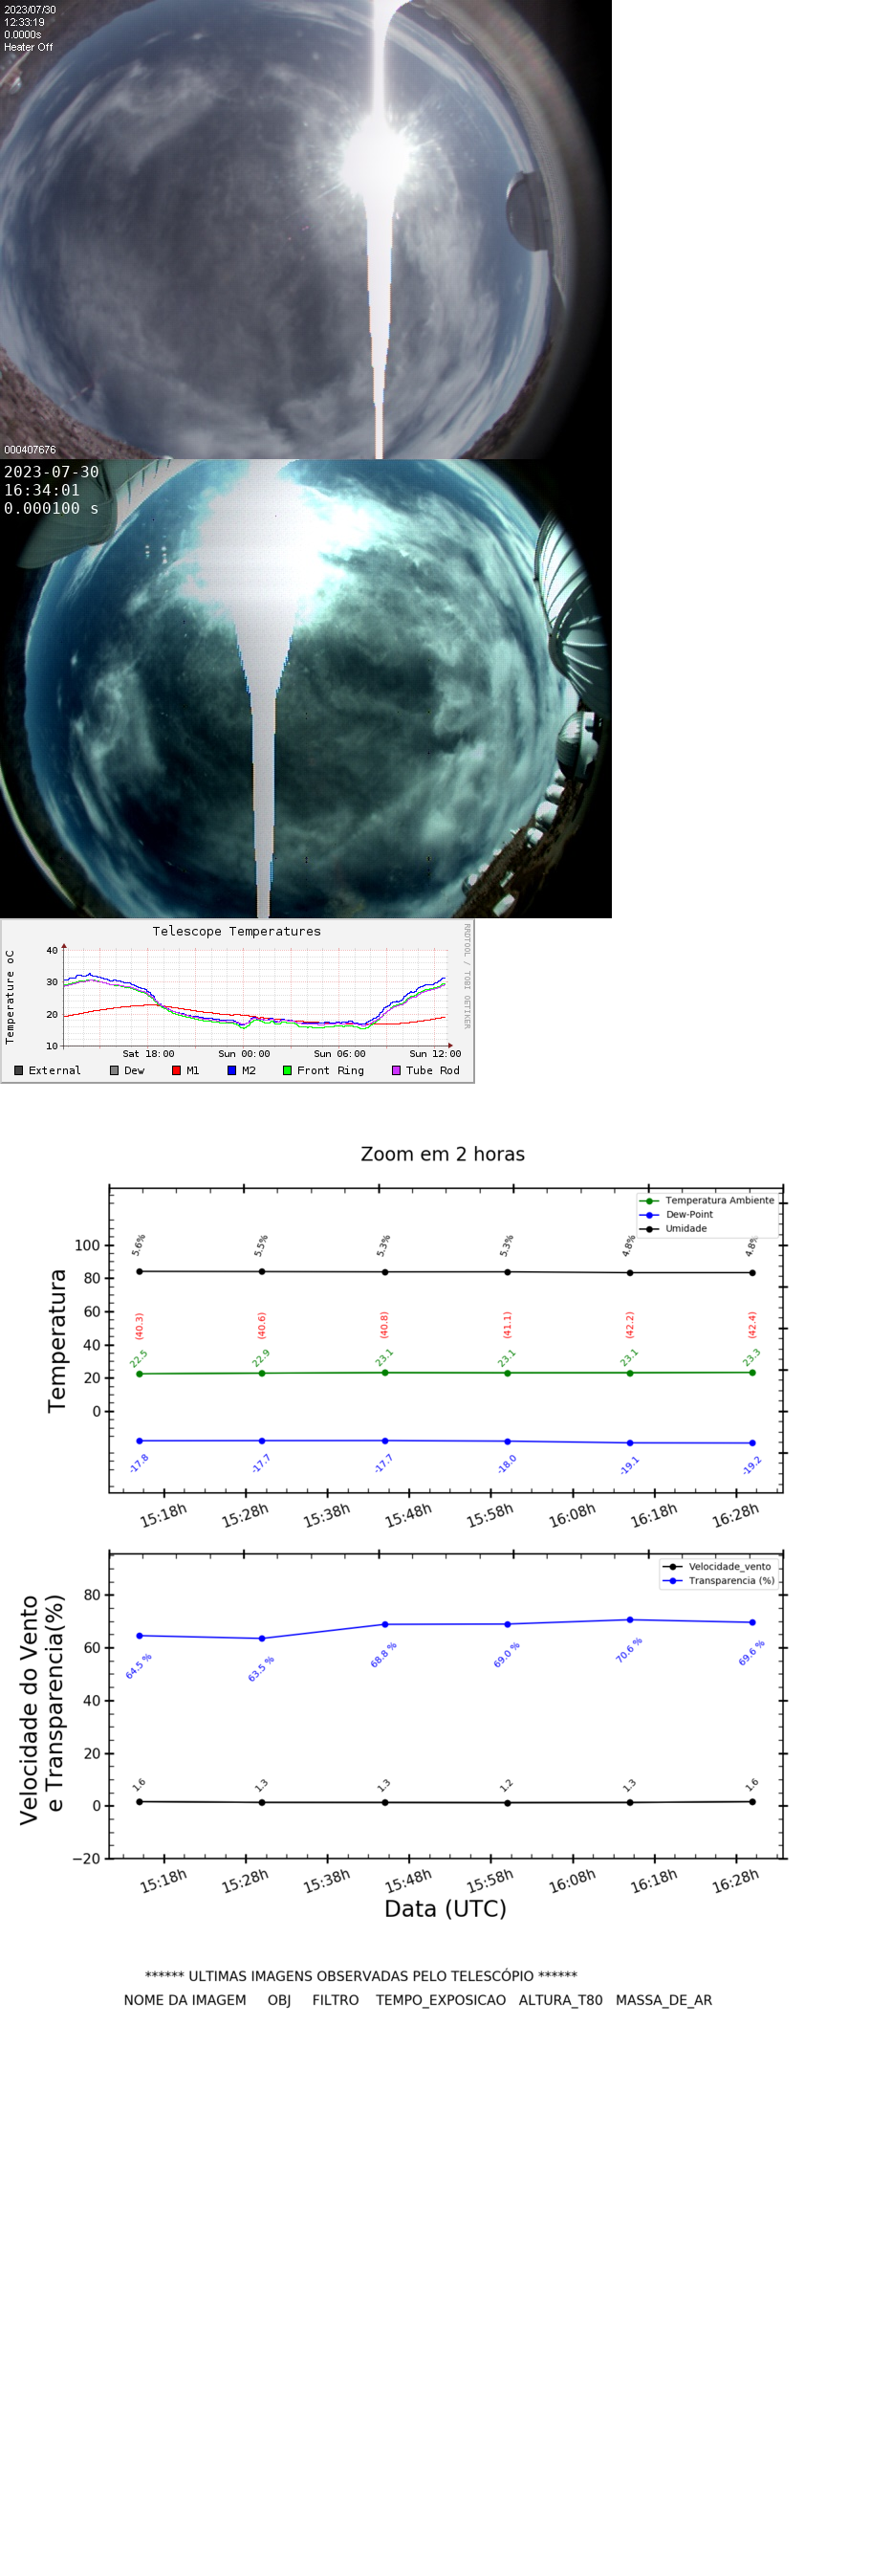 2023/07/30
12:33:19
0.0000s
Heater Off
000407676
2023-07-30
16:34:01
0.000100 s
Telescope Temperatures
RRDTOOL / TOBI OETIKER
Temperature oC
40
30
20
10
Sat 18:00 Sun 00:00 Sun 06:00 Sun 12:00
External Dew M1 M2 Front Ring Tube Rod
Zoom em 2 horas
Temperatura Ambiente
Dew-Point
Umidade
Temperatura
100
80
60
40
20
0
5.6% 5.5% 5.3% 5.3% 4.8% 4.8%
(40.3) (40.6) (40.8) (41.1) (42.2) (42.4)
22.5 22.9 23.1 23.1 23.1 23.3
-17.8 -17.7 -17.7 -18.0 -19.1 -19.2
15:18h 15:28h 15:38h 15:48h 15:58h 16:08h 16:18h 16:28h
Velocidade_vento
Transparencia (%)
Velocidade do Vento
e Transparencia(%)
80
60
40
20
0
−20
64.5 % 63.5 % 68.8 % 69.0 % 70.6 % 69.6 %
1.6 1.3 1.3 1.2 1.3 1.6
15:18h 15:28h 15:38h 15:48h 15:58h 16:08h 16:18h 16:28h
Data (UTC)
****** ULTIMAS IMAGENS OBSERVADAS PELO TELESCÓPIO ******
NOME DA IMAGEM OBJ FILTRO TEMPO_EXPOSICAO ALTURA_T80 MASSA_DE_AR